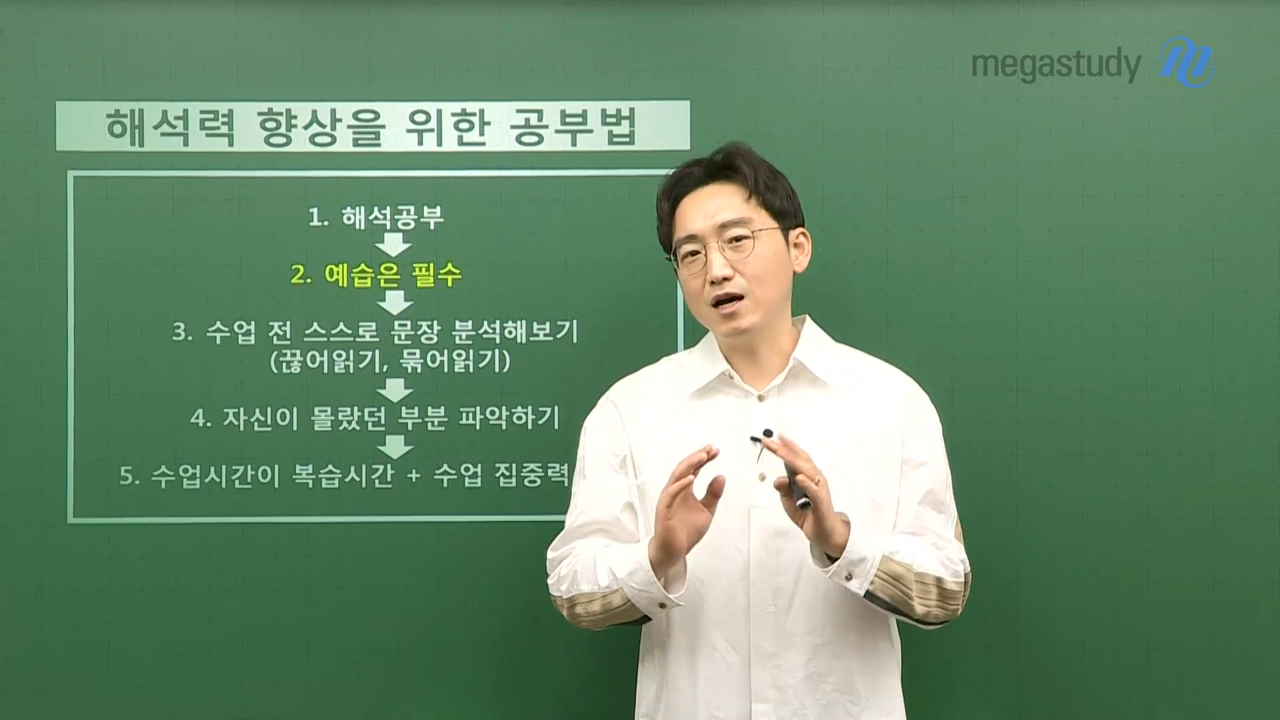 megastudy
해석력 향상을 위한 공부법
1. 해석공부
2. 예습은 필수
3. 수업 전 스스로 문장 분석해보기
(끊어읽기, 묶어읽기)
4. 자신이 몰랐던 부분 파악하기
5. 수업시간이 복습시간 + 수업 집중력